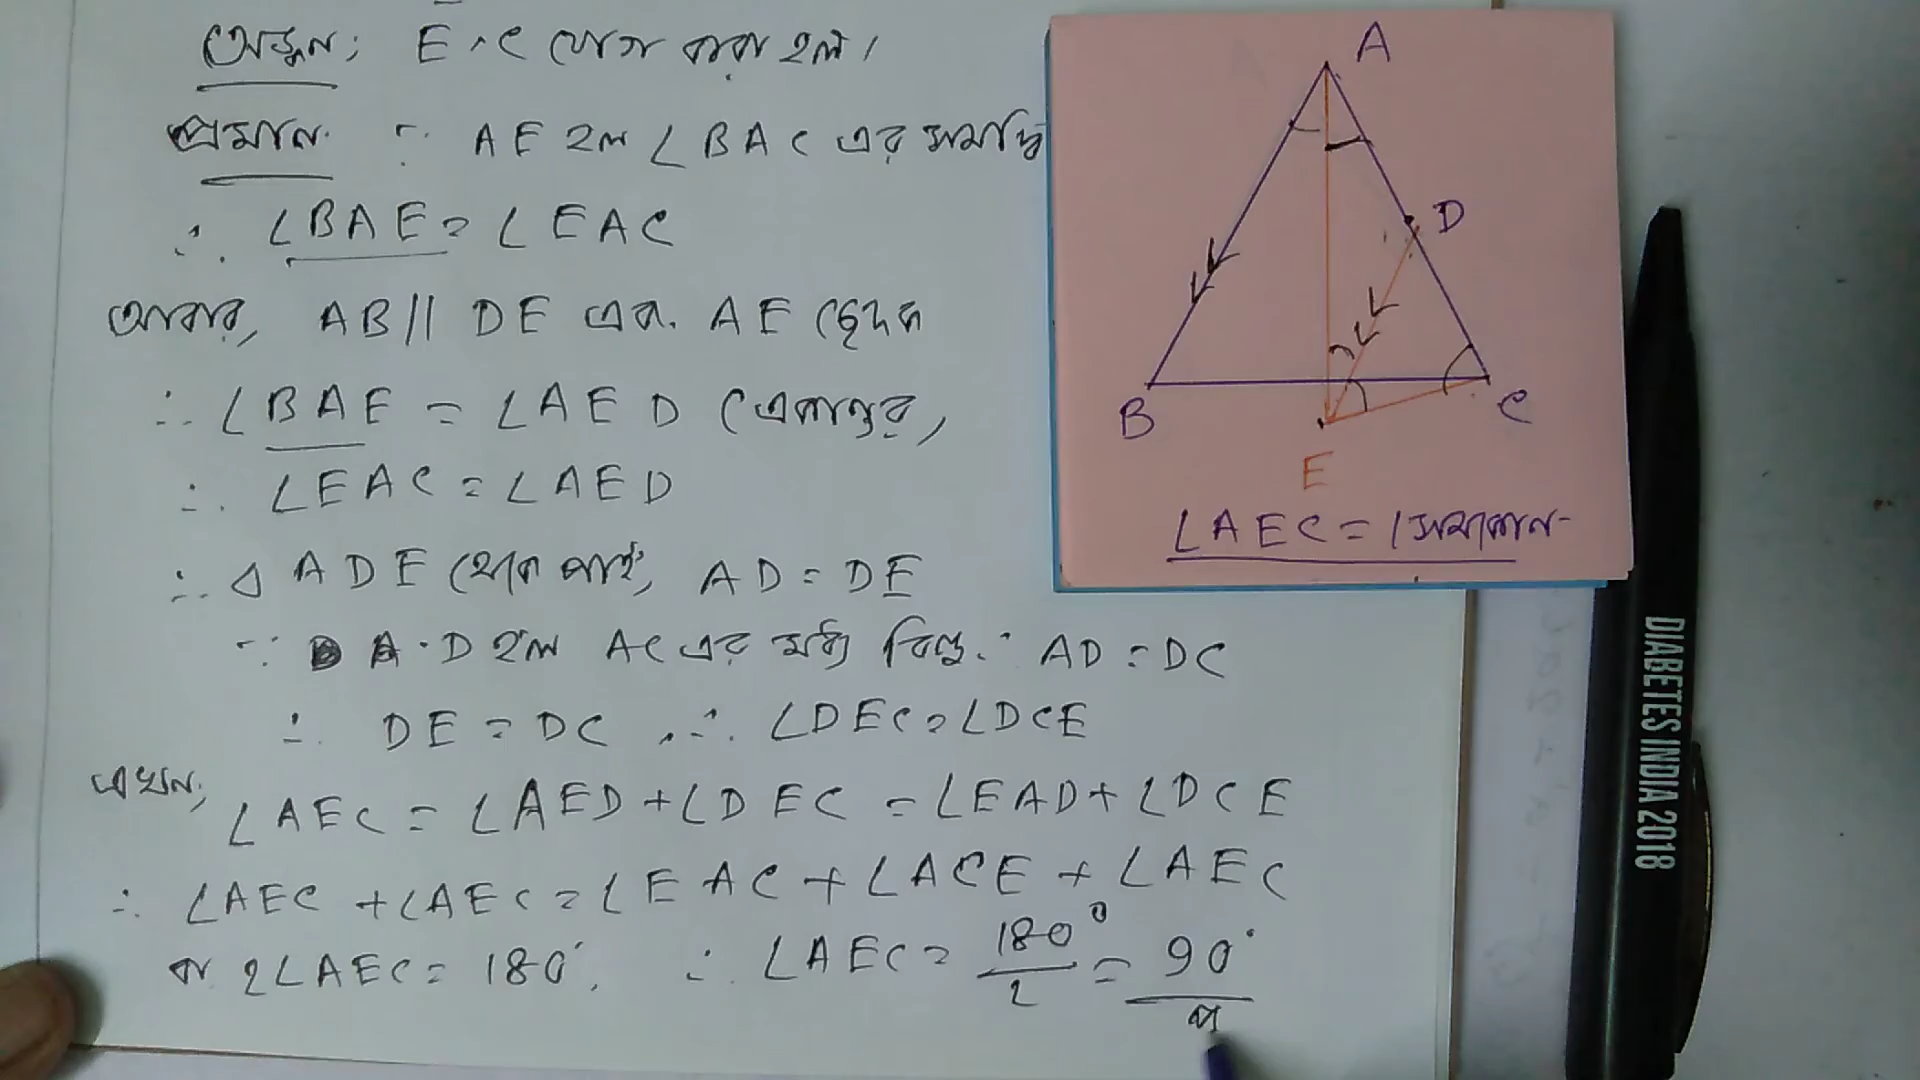 অঙ্কন: E, C যোগ করা হল।
প্রমান ∵ AE হল ∠BAC এর সমদ্বি
∴ ∠BAE = ∠EAC
আবার, AB || DE এবং AE ছেদক
∴ ∠BAE = ∠AED (একান্তর,
∴ ∠EAC = ∠AED
∴ △ADE থেকে পাই, AD = DE
∵ D হল AC এর মধ্য বিন্দু ∴ AD = DC
∴ DE = DC ∴ ∠DEC = ∠DCE
এখন, ∠AEC = ∠AED + ∠DEC = ∠EAD + ∠DCE
∴ ∠AEC + ∠AEC = ∠EAC + ∠ACE + ∠AEC
বা 2∠AEC = 180° ∴ ∠AEC = 180°/2 = 90°
প্র
A
D
B
C
E
∠AEC = 1 সমকোন
DIABETES INDIA 2018